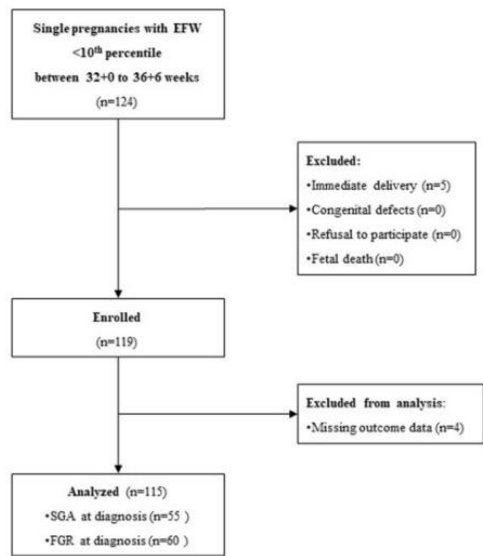 Single pregnancies with EFW
<10th percentile
between 32+0 to 36+6 weeks
(n=124)
Excluded:
•Immediate delivery (n=5)
•Congenital defects (n=0)
•Refusal to participate (n=0)
•Fetal death (n=0)
Enrolled
(n=119)
Excluded from analysis:
•Missing outcome data (n=4)
Analyzed (n=115)
•SGA at diagnosis (n=55 )
•FGR at diagnosis (n=60 )